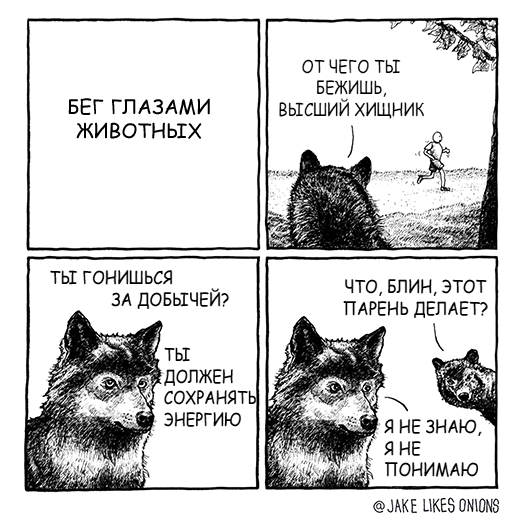 БЕГ ГЛАЗАМИ
ЖИВОТНЫХ
ОТ ЧЕГО ТЫ
БЕЖИШЬ,
ВЫСШИЙ ХИЩНИК
ТЫ ГОНИШЬСЯ
ЗА ДОБЫЧЕЙ?
ТЫ
ДОЛЖЕН
СОХРАНЯТЬ
ЭНЕРГИЮ
ЧТО, БЛИН, ЭТОТ
ПАРЕНЬ ДЕЛАЕТ?
Я НЕ ЗНАЮ,
Я НЕ
ПОНИМАЮ
@JAKE LIKES ONIONS